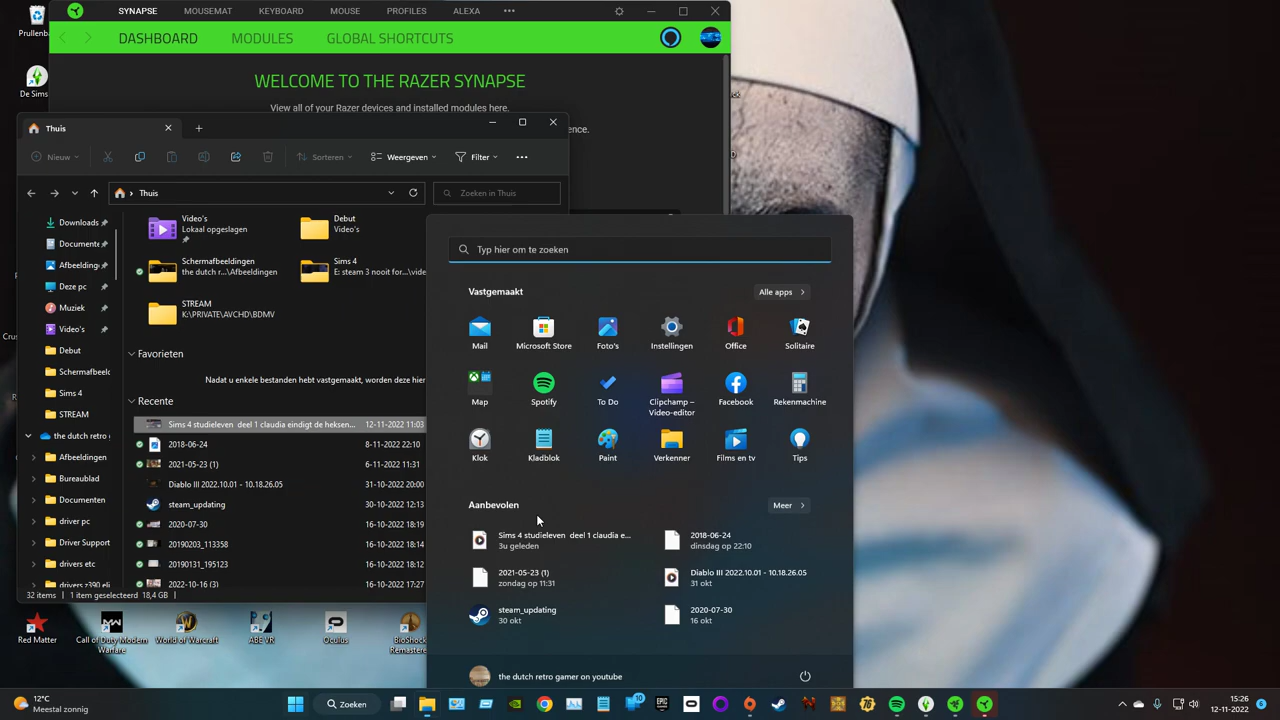 Prullenb
De Sims
SYNAPSE
MOUSEMAT
KEYBOARD
MOUSE
PROFILES
ALEXA
DASHBOARD
MODULES
GLOBAL SHORTCUTS
WELCOME TO THE RAZER SYNAPSE
View all of your Razer devices and installed modules here.
ence.
Thuis
Nieuw
Sorteren
Weergeven
Filter
Thuis
Zoeken in Thuis
Downloads
Documente
Afbeelding
Deze pc
Muziek
Video's
Debut
Schermafbeeld
Sims 4
STREAM
the dutch retro
Afbeeldingen
Bureaublad
Documenten
driver pc
Driver Support
drivers etc
drivers z390 eli
Video's
Lokaal opgeslagen
Debut
Video's
Schermafbeeldingen
the dutch r...\Afbeeldingen
Sims 4
E: steam 3 nooit for...\vide
STREAM
K:\PRIVATE\AVCHD\BDMV
Favorieten
Nadat u enkele bestanden hebt vastgemaakt, worden deze hier
Recente
Sims 4 studieleven deel 1 claudia eindigt de heksen... 12-11-2022 11:03
2018-06-24 8-11-2022 22:10
2021-05-23 (1) 6-11-2022 11:31
Diablo III 2022.10.01 - 10.18.26.05 31-10-2022 20:00
steam_updating 30-10-2022 12:13
2020-07-30 16-10-2022 18:19
20190203_113358 16-10-2022 18:19
20190131_195523 16-10-2022 18:12
2022-10-16 (3) 16-10-2022 17:27
32 items
1 item geselecteerd 18,4 GB
Typ hier om te zoeken
Vastgemaakt
Alle apps
Mail
Microsoft Store
Foto's
Instellingen
Office
Solitaire
Map
Spotify
To Do
Clipchamp –
Video-editor
Facebook
Rekenmachine
Klok
Kladblok
Paint
Verkenner
Films en tv
Tips
Aanbevolen
Meer
Sims 4 studieleven deel 1 claudia e...
3u geleden
2018-06-24
dinsdag op 22:10
2021-05-23 (1)
zondag op 11:31
Diablo III 2022.10.01 - 10.18.26.05
31 okt
steam_updating
30 okt
2020-07-30
16 okt
the dutch retro gamer on youtube
Red Matter
Call of Duty Modern
Warfare
World of Warcraft
ABE VR
Oculus
BioShock
Remastere
12°C
Meestal zonnig
Zoeken
10
EPIC
15:26
12-11-2022